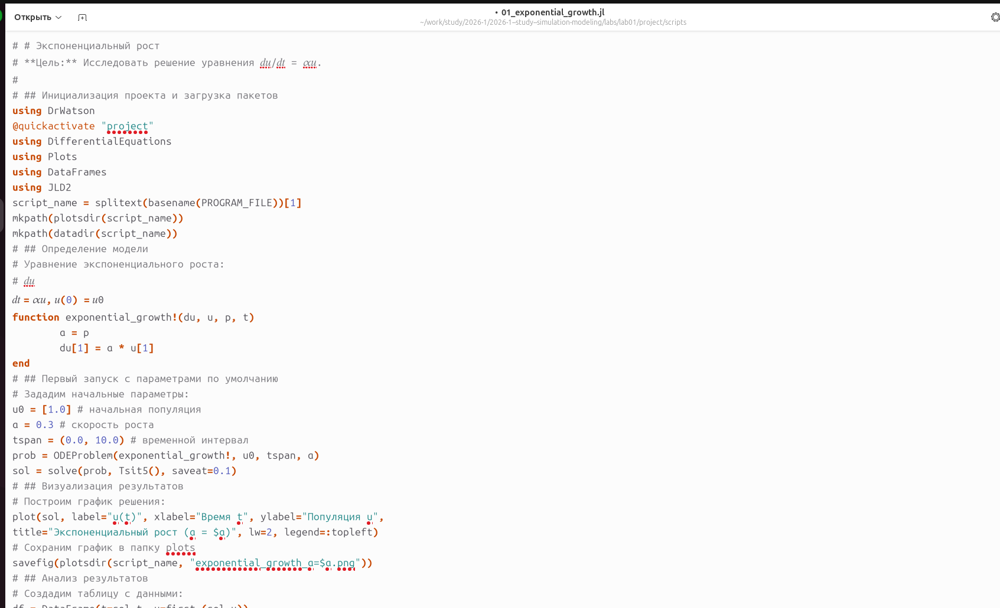 Открыть
• 01_exponential_growth.jl
~/work/study/2026-1/2026-1--study--simulation-modeling/labs/lab01/project/scripts
# # Экспоненциальный рост
# **Цель:** Исследовать решение уравнения 𝑑𝑢/𝑑𝑡 = 𝛼𝑢.
#
# ## Инициализация проекта и загрузка пакетов
using DrWatson
@quickactivate "project"
using DifferentialEquations
using Plots
using DataFrames
using JLD2
script_name = splitext(basename(PROGRAM_FILE))[1]
mkpath(plotsdir(script_name))
mkpath(datadir(script_name))
# ## Определение модели
# Уравнение экспоненциального роста:
# 𝑑𝑢
𝑑𝑡 = 𝛼𝑢, 𝑢(0) = 𝑢0
function exponential_growth!(du, u, p, t)
        α = p
        du[1] = α * u[1]
end
# ## Первый запуск с параметрами по умолчанию
# Зададим начальные параметры:
u0 = [1.0] # начальная популяция
α = 0.3 # скорость роста
tspan = (0.0, 10.0) # временной интервал
prob = ODEProblem(exponential_growth!, u0, tspan, α)
sol = solve(prob, Tsit5(), saveat=0.1)
# ## Визуализация результатов
# Построим график решения:
plot(sol, label="u(t)", xlabel="Время t", ylabel="Популяция u",
title="Экспоненциальный рост (α = $α)", lw=2, legend=:topleft)
# Сохраним график в папку plots
savefig(plotsdir(script_name, "exponential_growth_α=$α.png"))
# ## Анализ результатов
# Создадим таблицу с данными:
df = DataFrame(t=sol.t, u=first.(sol.u))